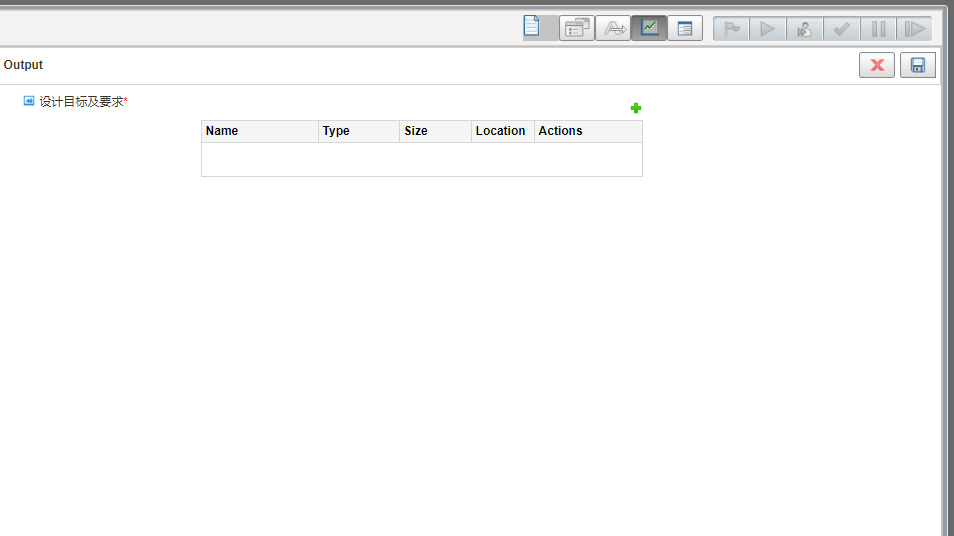 Output
设计目标及要求*
Name Type Size Location Actions